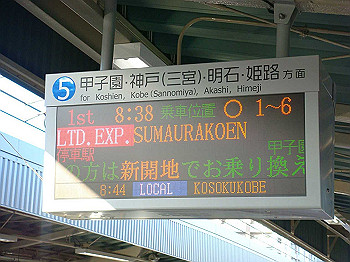 5 甲子園・神戸(三宮)・明石・姫路方面
for Koshien, Kobe (Sannomiya), Akashi, Himeji
1st 8:38 乗車位置 ○ 1~6
LTD.EXP. SUMAURAKOEN
停車駅 甲子園
の方は新開地でお乗り換え
8:44 LOCAL KOSOKUKOBE